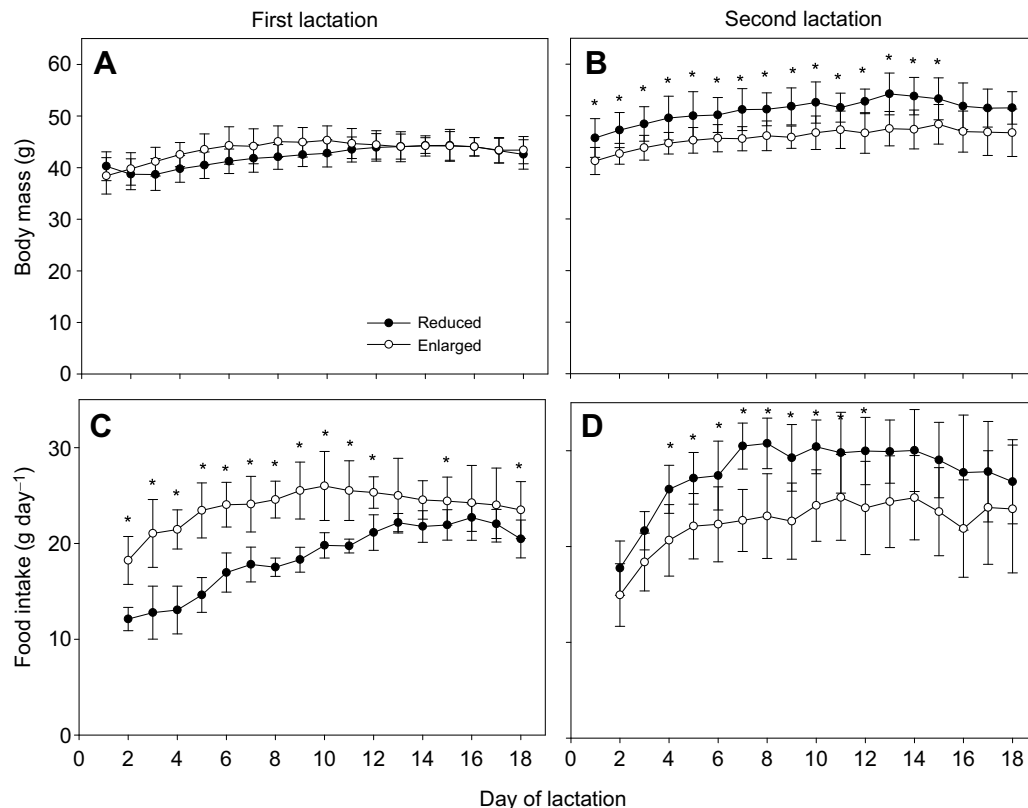 First lactation
Second lactation
A
B
60
50
40
30
20
10
0
Body mass (g)
* * * * * * * * * * * * * * *
Reduced
Enlarged
C
D
30
20
10
0
Food intake (g day⁻¹)
* * * * * * * * * * * * *
* * * * * * * * *
0 2 4 6 8 10 12 14 16 18
0 2 4 6 8 10 12 14 16 18
Day of lactation